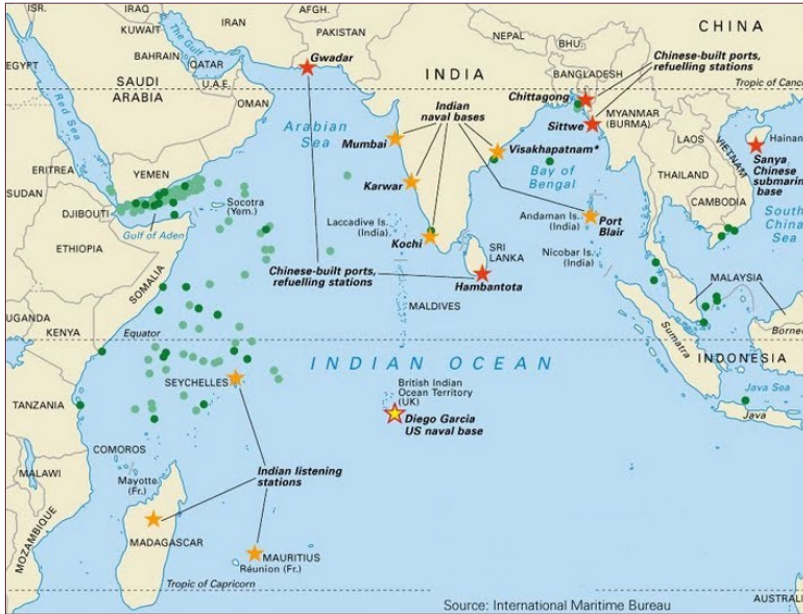 ISR.
IRAQ
IRAN
AFGH.
CHINA
JORDAN
KUWAIT
PAKISTAN
NEPAL
BHU.
The Gulf
BAHRAIN
QATAR
Gwadar
INDIA
BANGLADESH
Chinese-built ports,
refuelling stations
EGYPT
SAUDI
ARABIA
U.A.E.
OMAN
Chittagong
Tropic of Cancer
Red Sea
Arabian
Sea
Indian
naval bases
Sittwe
MYANMAR
(BURMA)
Hainan
LAOS
VIETNAM
Mumbai
Visakhapatnam*
Sanya
Chinese
submarine
base
ERITREA
YEMEN
Bay of
Bengal
THAILAND
SUDAN
Karwar
CAMBODIA
DJIBOUTI
Socotra
(Yem.)
Laccadive Is.
(India)
Andaman Is.
(India)
Port
Blair
South
China
Sea
Gulf of Aden
Kochi
SRI
LANKA
Nicobar Is.
(India)
ETHIOPIA
SOMALIA
Chinese-built ports,
refuelling stations
Hambantota
MALAYSIA
MALDIVES
UGANDA
KENYA
Equator
Sumatra
Borneo
INDIAN OCEAN
INDONESIA
SEYCHELLES
British Indian
Ocean Territory
(UK)
Java Sea
TANZANIA
Diego Garcia
US naval base
Java
COMOROS
MALAWI
Mayotte
(Fr.)
Indian listening
stations
MOZAMBIQUE
MADAGASCAR
MAURITIUS
Réunion (Fr.)
Tropic of Capricorn
Source: International Maritime Bureau
AUSTRALI